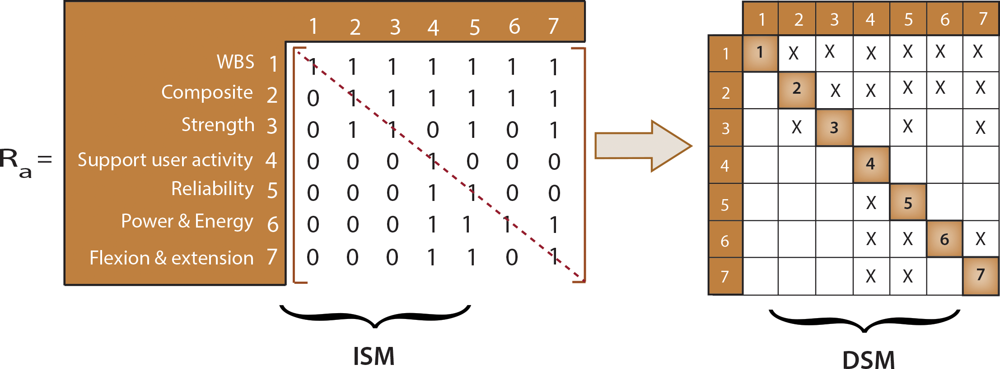 1 2 3 4 5 6 7
WBS 1 1 1 1 1 1 1 1
Composite 2 0 1 1 1 1 1 1
Strength 3 0 1 1 0 1 0 1
Support user activity 4 0 0 0 1 0 0 0
Reliability 5 0 0 0 1 1 0 0
Power & Energy 6 0 0 0 1 1 1 1
Flexion & extension 7 0 0 0 1 1 0 1
Ra =
ISM
1 2 3 4 5 6 7
1 1 X X X X X X
2 2 X X X X X
3 X 3 X X
4 4
5 X 5
6 X X 6 X
7 X X 7
DSM